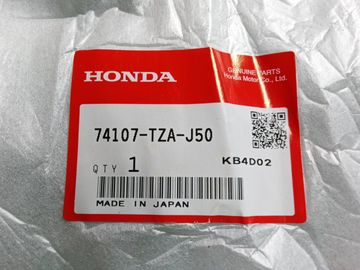 GENUINE PARTS
Honda Motor Co., Ltd.
HONDA
74107-TZA-J50
QTY 1
KB4D02
MADE IN JAPAN